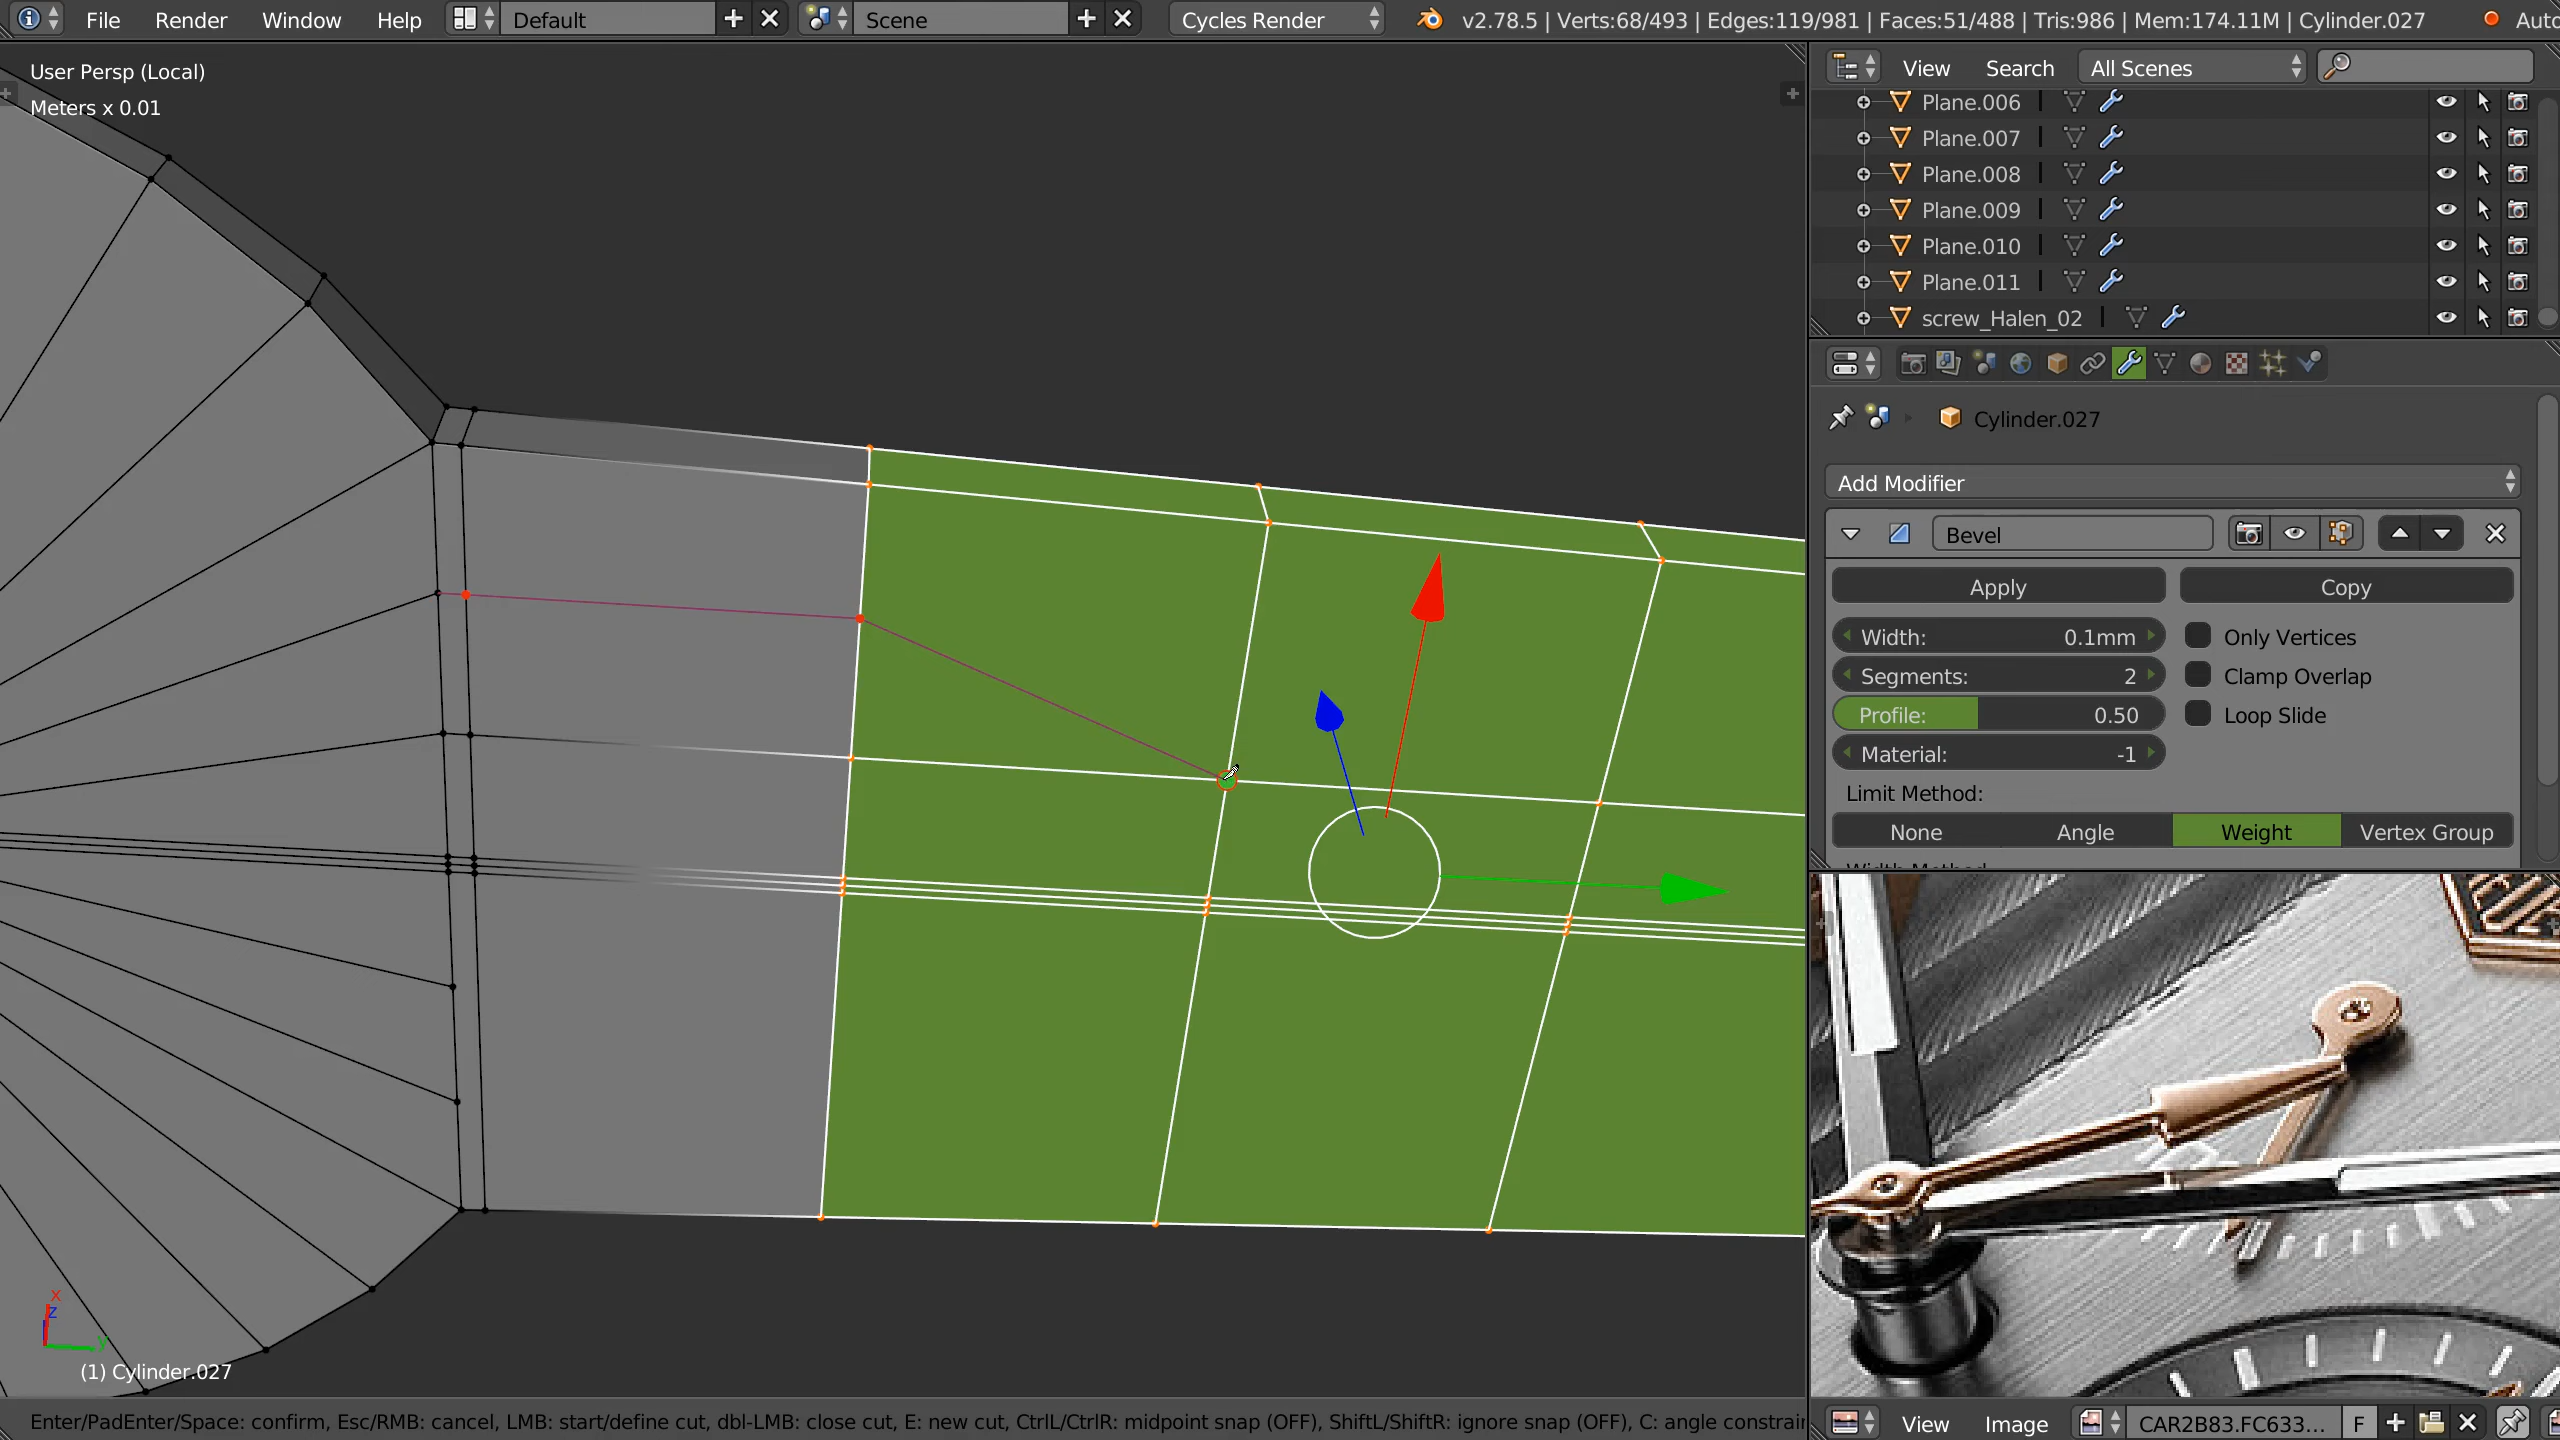 File Render Window Help Default Scene Cycles Render v2.78.5 | Verts:68/493 | Edges:119/981 | Faces:51/488 | Tris:986 | Mem:174.11M | Cylinder.027 Auto
User Persp (Local)
Meters x 0.01
View Search All Scenes
Plane.006
Plane.007
Plane.008
Plane.009
Plane.010
Plane.011
screw_Halen_02
Cylinder.027
Add Modifier
Bevel
Apply Copy
Width: 0.1mm Only Vertices
Segments: 2 Clamp Overlap
Profile: 0.50 Loop Slide
Material: -1
Limit Method:
None Angle Weight Vertex Group
x
z
y
(1) Cylinder.027
Enter/PadEnter/Space: confirm, Esc/RMB: cancel, LMB: start/define cut, dbl-LMB: close cut, E: new cut, CtrlL/CtrlR: midpoint snap (OFF), ShiftL/ShiftR: ignore snap (OFF), C: angle constrain
View Image CAR2B83.FC633... F